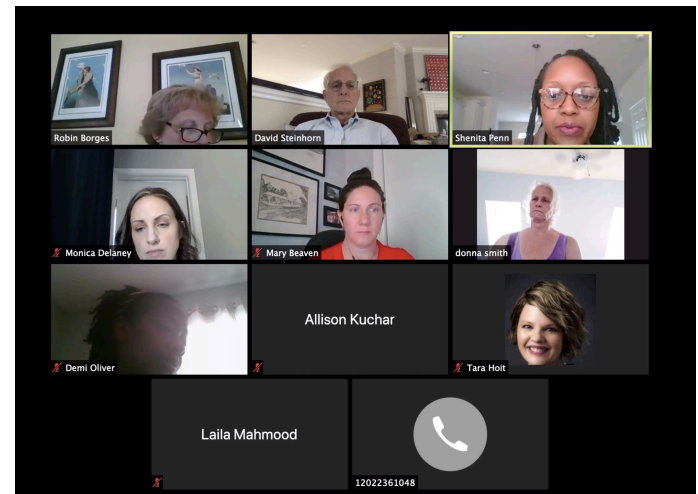 Robin Borges
David Steinhorn
Shenita Penn
Monica Delaney
Mary Beaven
donna smith
Demi Oliver
Allison Kuchar
Tara Hoit
Laila Mahmood
12022361048